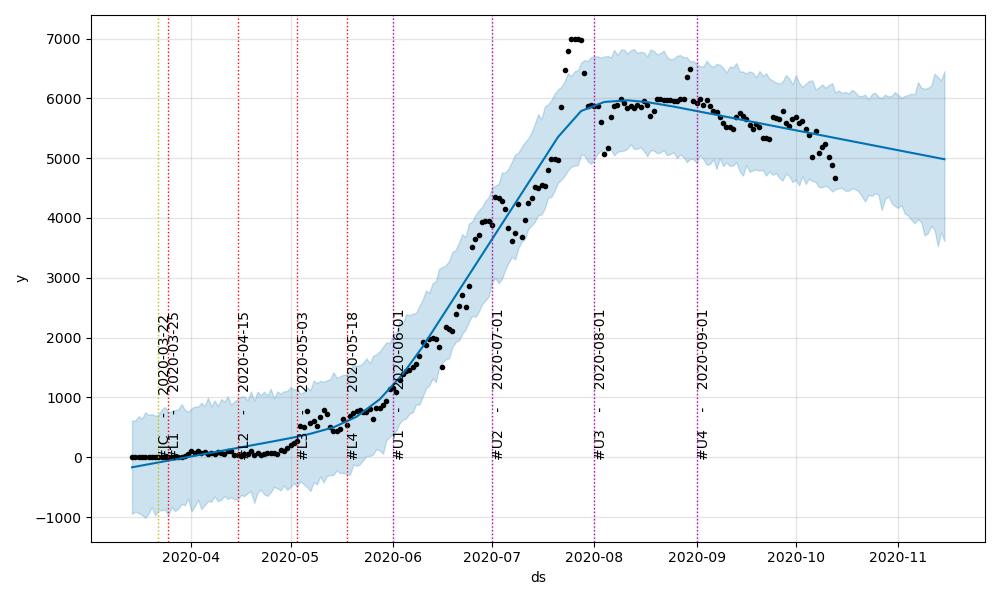 7000
6000
5000
4000
3000
2000
1000
0
−1000
y
#JC - 2020-03-22
#L1 - 2020-03-25
#L2 - 2020-04-15
#L3 - 2020-05-03
#L4 - 2020-05-18
#U1 - 2020-06-01
#U2 - 2020-07-01
#U3 - 2020-08-01
#U4 - 2020-09-01
2020-04 2020-05 2020-06 2020-07 2020-08 2020-09 2020-10 2020-11
ds